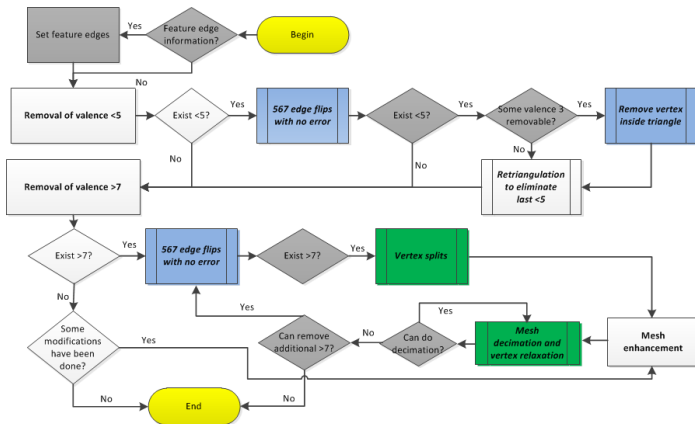 Set feature edges
Yes
Feature edge
information?
Begin
No
Removal of valence <5
Exist <5?
Yes
567 edge flips
with no error
Exist <5?
Yes
Some valence 3
removable?
Yes
Remove vertex
inside triangle
No
No
No
Removal of valence >7
Retriangulation
to eliminate
last <5
Exist >7?
Yes
567 edge flips
with no error
Exist >7?
Yes
Vertex splits
No
Some
modifications
have been
done?
Yes
Yes
Can remove
additional >7?
No
Can do
decimation?
Yes
Mesh
decimation and
vertex relaxation
Mesh
enhancement
No
End
No